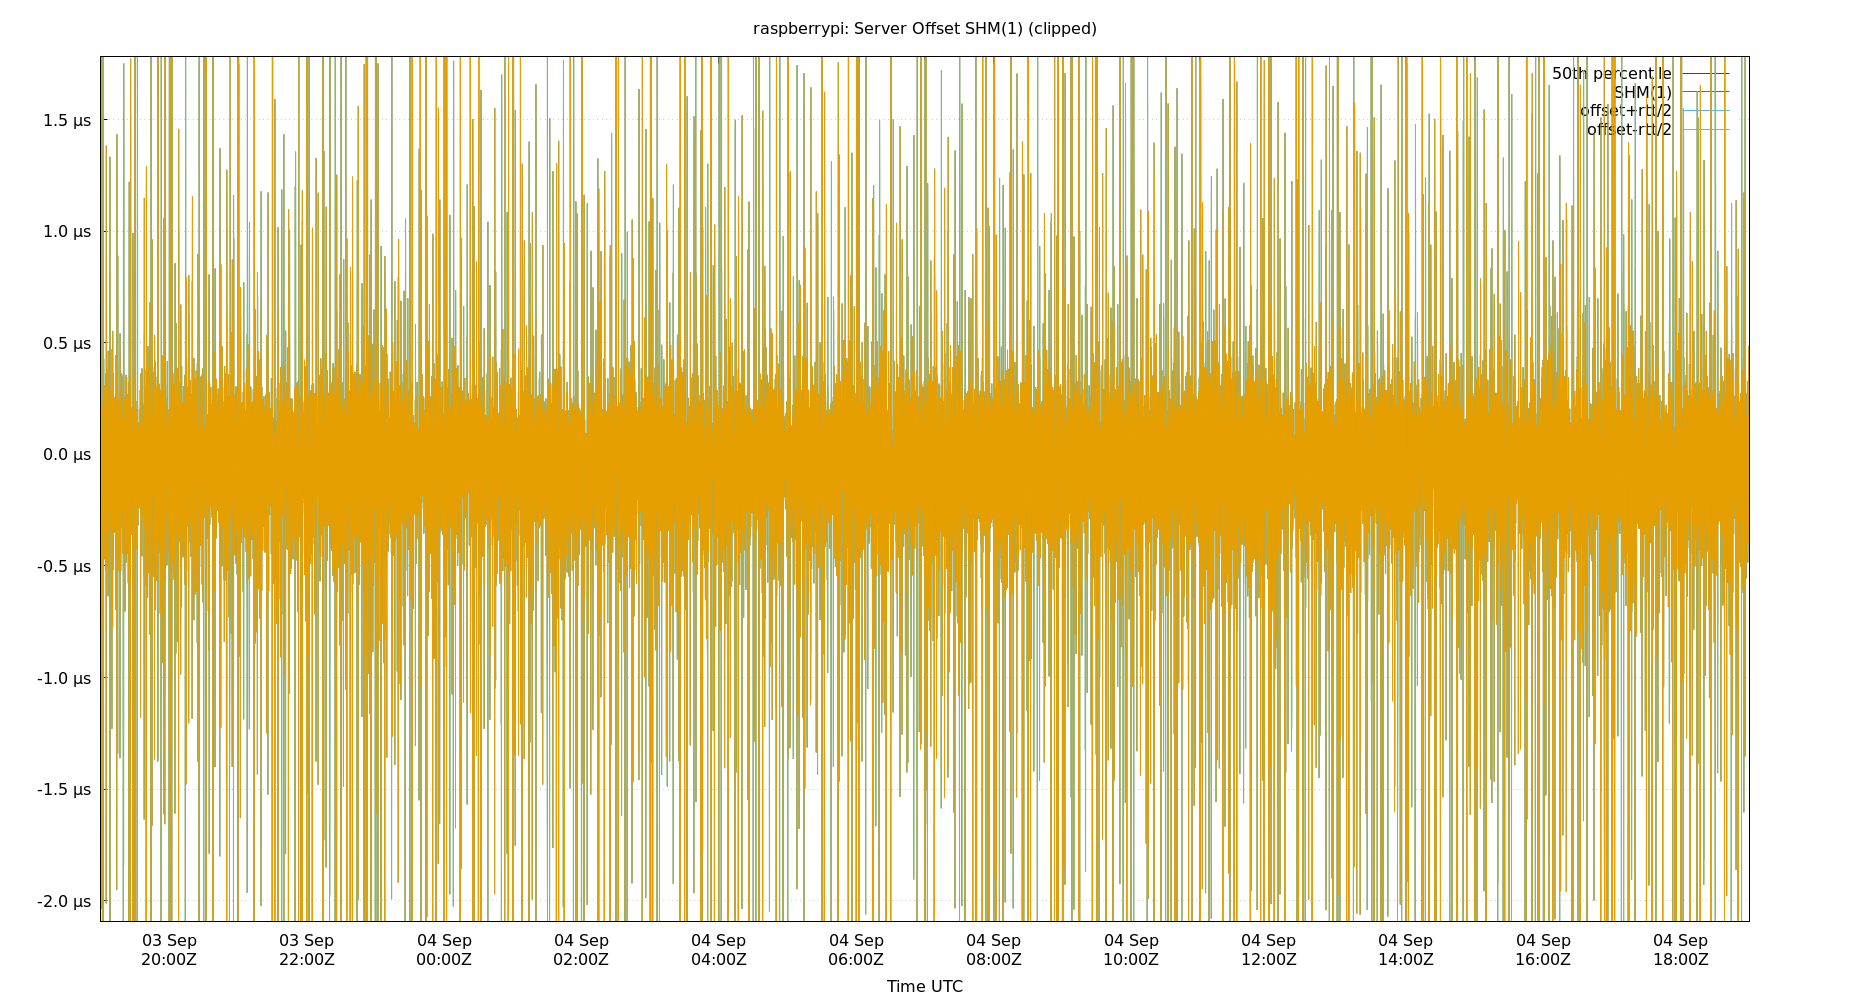 raspberrypi: Server Offset SHM(1) (clipped)
50th percentile
SHM(1)
offset+rtt/2
offset-rtt/2
1.5 µs
1.0 µs
0.5 µs
0.0 µs
-0.5 µs
-1.0 µs
-1.5 µs
-2.0 µs
03 Sep 03 Sep 04 Sep 04 Sep 04 Sep 04 Sep 04 Sep 04 Sep 04 Sep 04 Sep 04 Sep 04 Sep
20:00Z 22:00Z 00:00Z 02:00Z 04:00Z 06:00Z 08:00Z 10:00Z 12:00Z 14:00Z 16:00Z 18:00Z
Time UTC